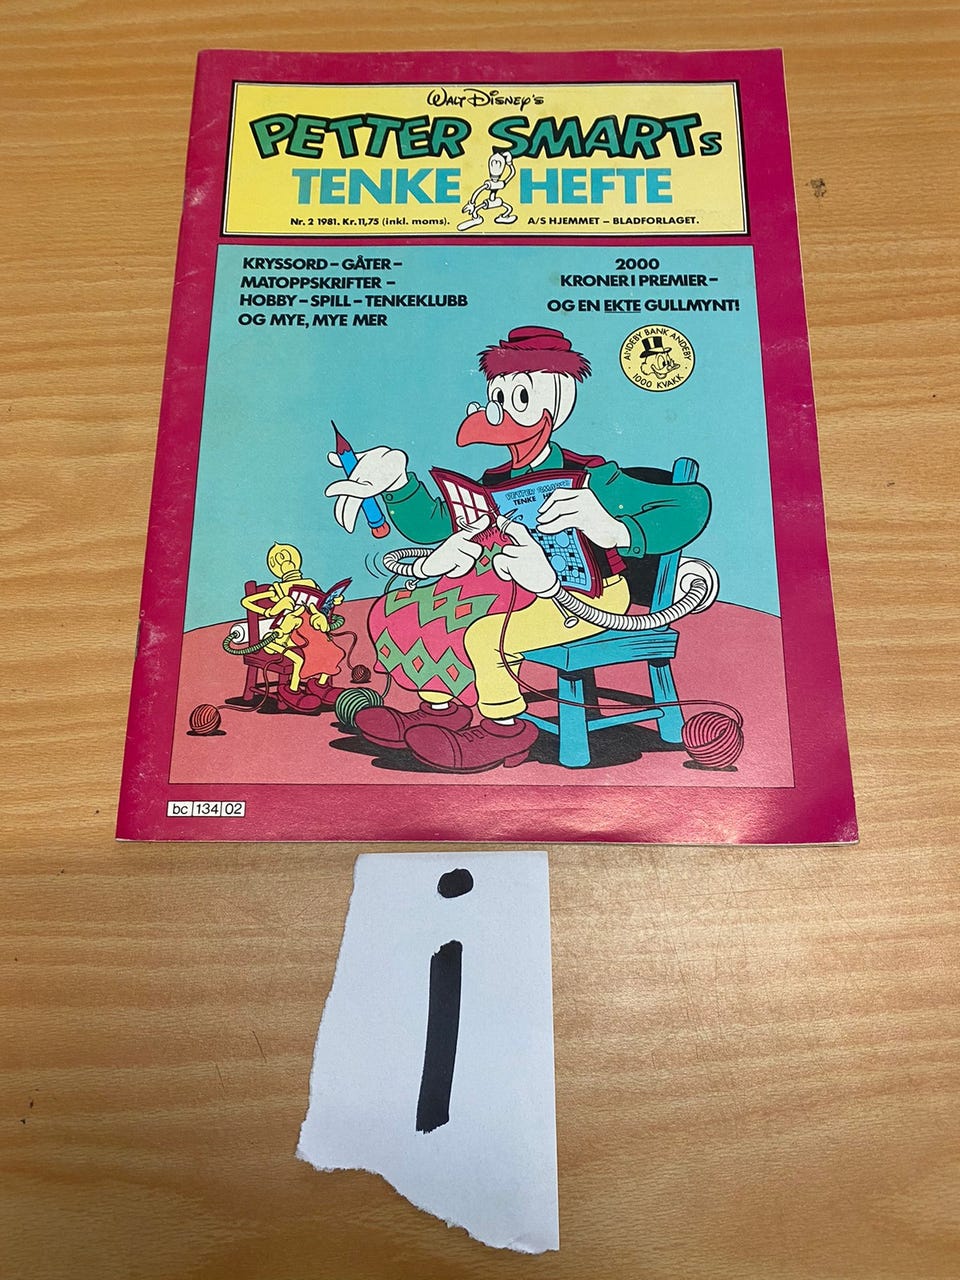 WALT DISNEY'S
PETTER SMARTs
TENKE HEFTE
Nr. 2 1981. Kr. 11,75 (inkl. moms).
A/S HJEMMET – BLADFORLAGET.
KRYSSORD – GÅTER –
MATOPPSKRIFTER –
HOBBY – SPILL – TENKEKLUBB
OG MYE, MYE MER
2000
KRONER I PREMIER –
OG EN EKTE GULLMYNT!
ANDEBY BANK ANDEBY
1000 KVAKK
PETTER SMARTs
TENKE HE
bc 134 02
i